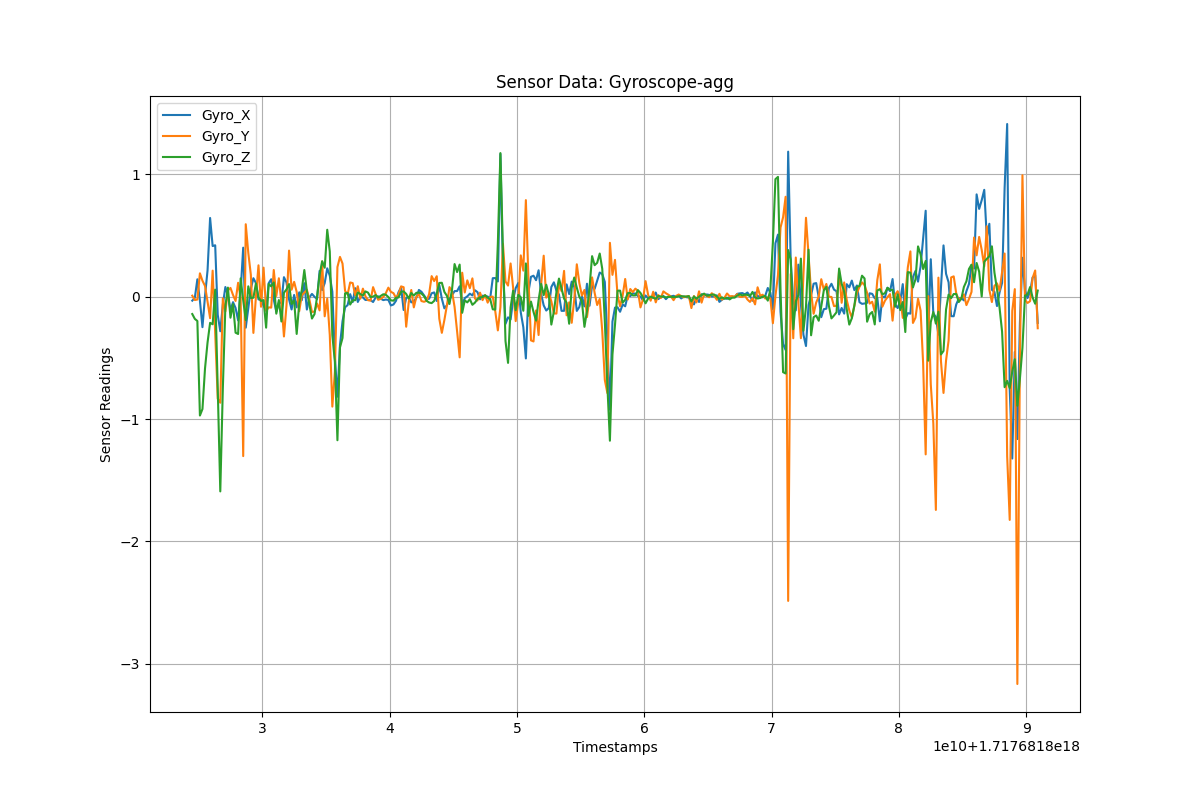 Sensor Data: Gyroscope-agg
Gyro_X
Gyro_Y
Gyro_Z
Sensor Readings
1
0
−1
−2
−3
3 4 5 6 7 8 9
Timestamps
1e10+1.7176818e18